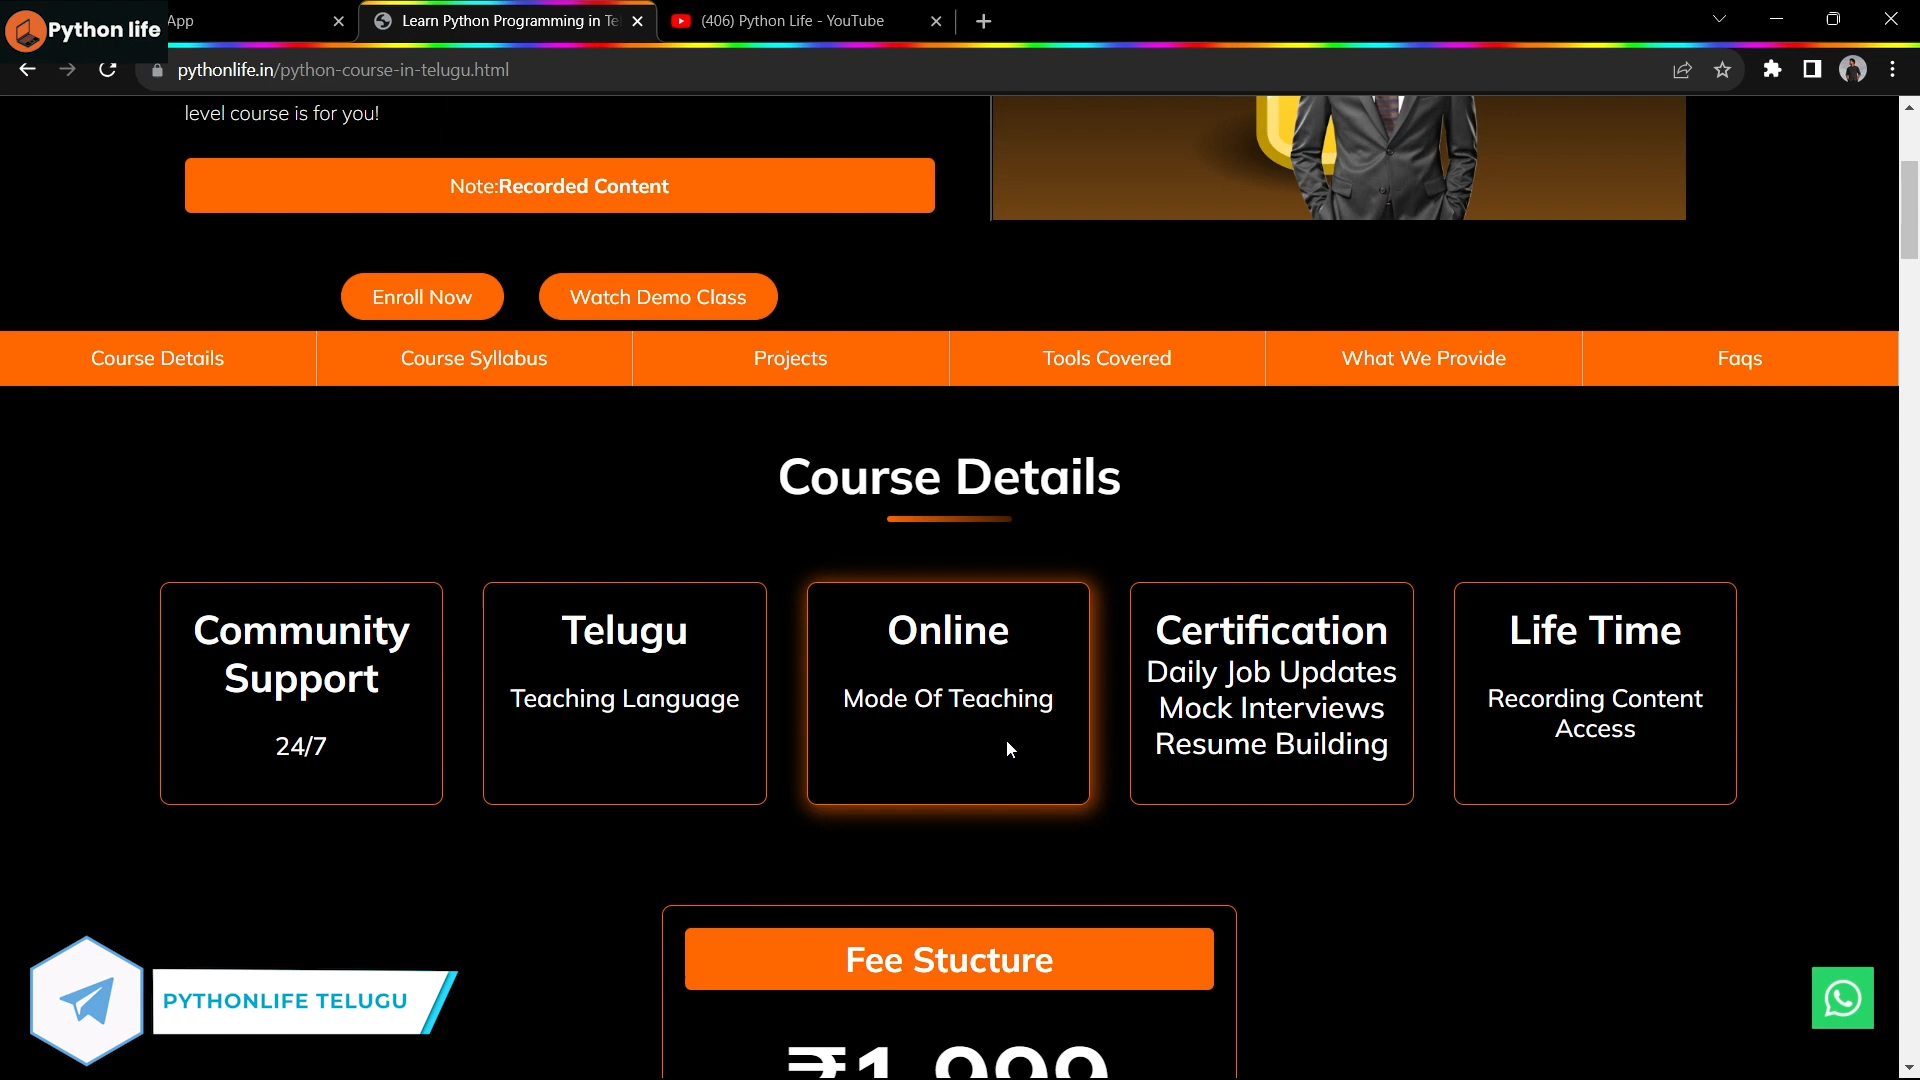 Python life
App
Learn Python Programming in Te
(406) Python Life - YouTube
pythonlife.in/python-course-in-telugu.html
level course is for you!
Note:Recorded Content
Enroll Now
Watch Demo Class
Course Details
Course Syllabus
Projects
Tools Covered
What We Provide
Faqs
Course Details
Community
Support
24/7
Telugu
Teaching Language
Online
Mode Of Teaching
Certification
Daily Job Updates
Mock Interviews
Resume Building
Life Time
Recording Content
Access
Fee Stucture
₹1,999
PYTHONLIFE TELUGU